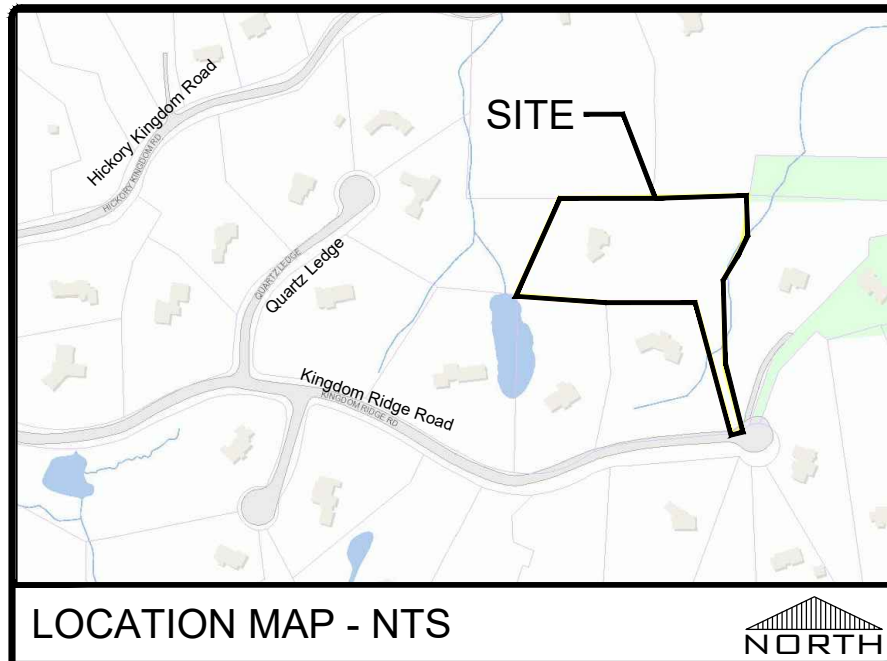 SITE
Hickory Kingdom Road
HICKORY KINGDOM RD
QUARTZ LEDGE
Quartz Ledge
Kingdom Ridge Road
KINGDOM RIDGE RD
LOCATION MAP - NTS
NORTH